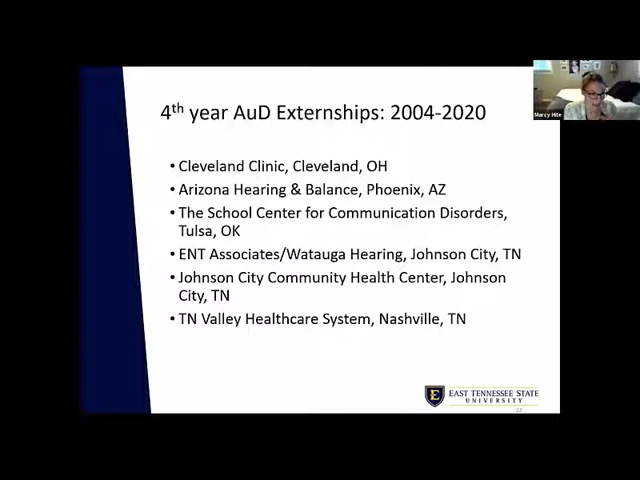 4th year AuD Externships: 2004-2020
Marcy Hite
• Cleveland Clinic, Cleveland, OH
• Arizona Hearing & Balance, Phoenix, AZ
• The School Center for Communication Disorders,
Tulsa, OK
• ENT Associates/Watauga Hearing, Johnson City, TN
• Johnson City Community Health Center, Johnson
City, TN
• TN Valley Healthcare System, Nashville, TN
E
EAST TENNESSEE STATE
UNIVERSITY